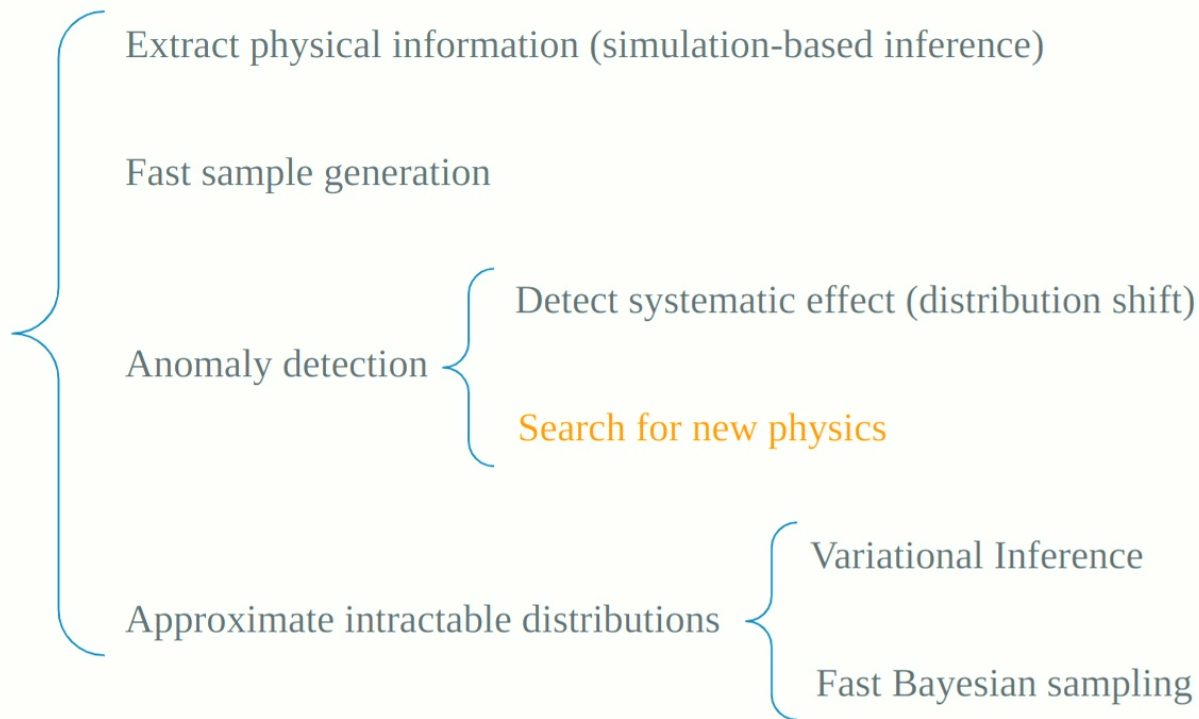 Extract physical information (simulation-based inference)
Fast sample generation
Detect systematic effect (distribution shift)
Anomaly detection
Search for new physics
Variational Inference
Approximate intractable distributions
Fast Bayesian sampling